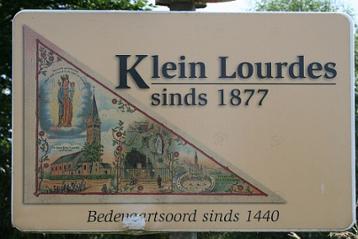 Klein Lourdes
sinds 1877
Bedevaartsoord sinds 1440